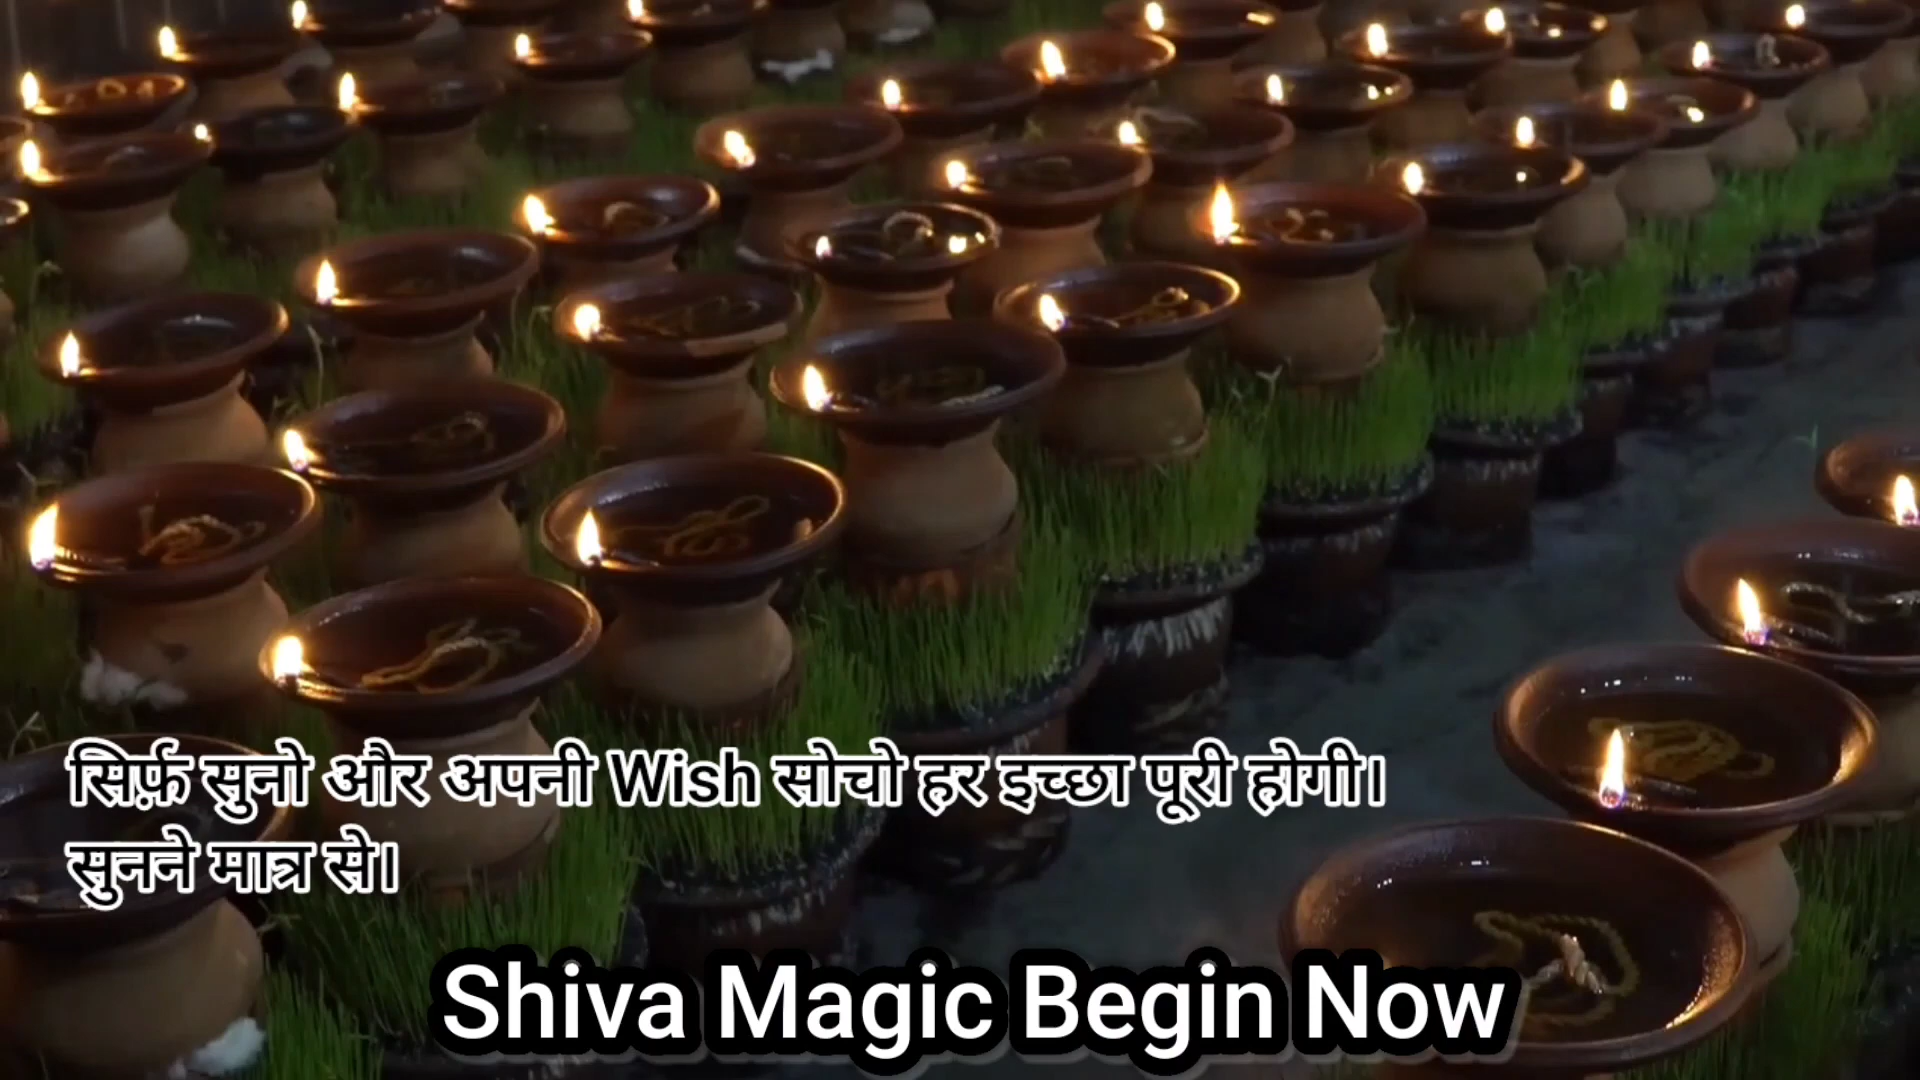 सिर्फ़ सुनो और अपनी Wish सोचो हर इच्छा पूरी होगी।
सुनने मात्र से।
Shiva Magic Begin Now